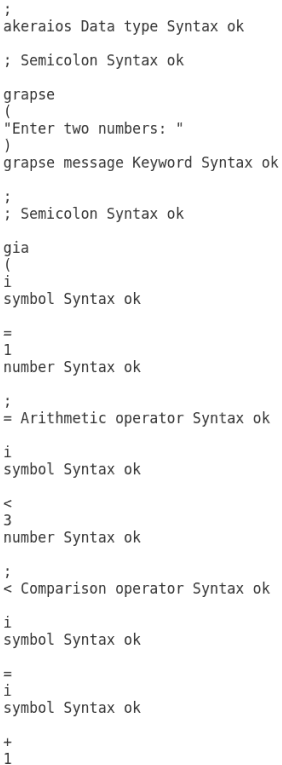 ;
akeraios Data type Syntax ok
; Semicolon Syntax ok
grapse
(
"Enter two numbers: "
)
grapse message Keyword Syntax ok
;
; Semicolon Syntax ok
gia
(
i
symbol Syntax ok
=
1
number Syntax ok
;
= Arithmetic operator Syntax ok
i
symbol Syntax ok
<
3
number Syntax ok
;
< Comparison operator Syntax ok
i
symbol Syntax ok
=
i
symbol Syntax ok
+
1